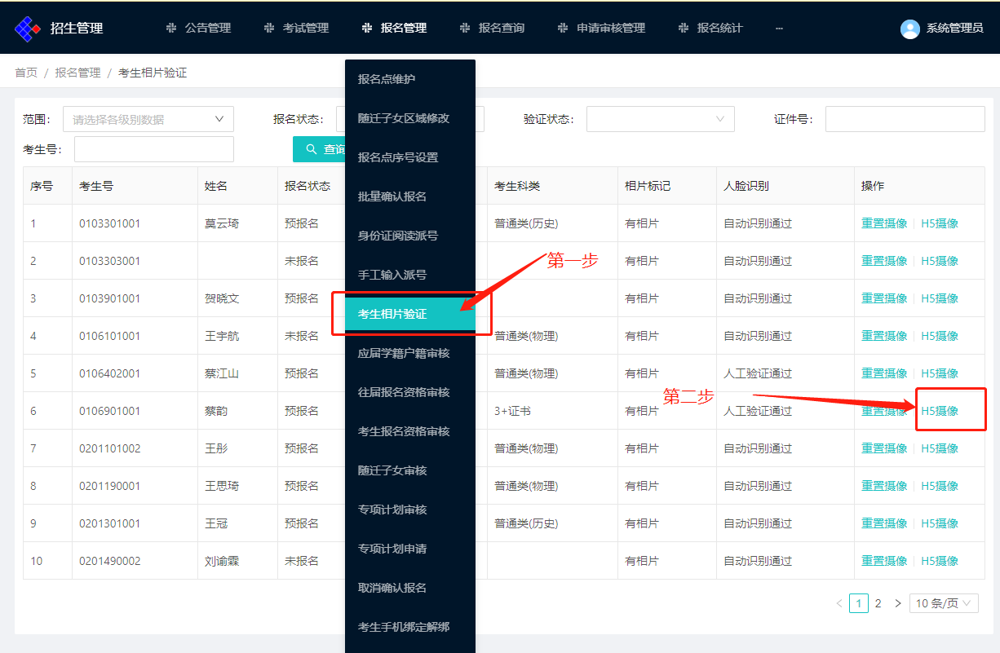 招生管理 公告管理 考试管理 报名管理 报名查询 申请审核管理 报名统计 ··· 系统管理员
首页 / 报名管理 / 考生相片验证
范围: 请选择各级别数据 报名状态: 验证状态: 证件号:
考生号: 查询
序号 考生号 姓名 报名状态 考生科类 相片标记 人脸识别 操作
1 0103301001 莫云琦 预报名 普通类(历史) 有相片 自动识别通过 重置摄像 H5摄像
2 0103303001 未报名 有相片 自动识别通过 重置摄像 H5摄像
3 0103901001 贺晓文 预报名 有相片 自动识别通过 重置摄像 H5摄像
4 0106101001 王宇航 未报名 普通类(物理) 有相片 自动识别通过 重置摄像 H5摄像
5 0106402001 蔡江山 预报名 普通类(物理) 有相片 人工验证通过 重置摄像 H5摄像
6 0106901001 蔡韵 预报名 3+证书 有相片 人工验证通过 重置摄像 H5摄像
7 0201101002 王彤 预报名 普通类(物理) 有相片 自动识别通过 重置摄像 H5摄像
8 0201190001 王思琦 预报名 普通类(物理) 有相片 自动识别通过 重置摄像 H5摄像
9 0201301001 王冠 预报名 普通类(历史) 有相片 自动识别通过 重置摄像 H5摄像
10 0201490002 刘谕霖 未报名 有相片 自动识别通过 重置摄像 H5摄像
< 1 2 > 10 条/页
报名点维护
随迁子女区域修改
报名点序号设置
批量确认报名
身份证阅读派号
手工输入派号
考生相片验证
应届学籍户籍审核
往届报名资格审核
考生报名资格审核
随迁子女审核
专项计划审核
专项计划申请
取消确认报名
考生手机绑定解绑
第一步
第二步